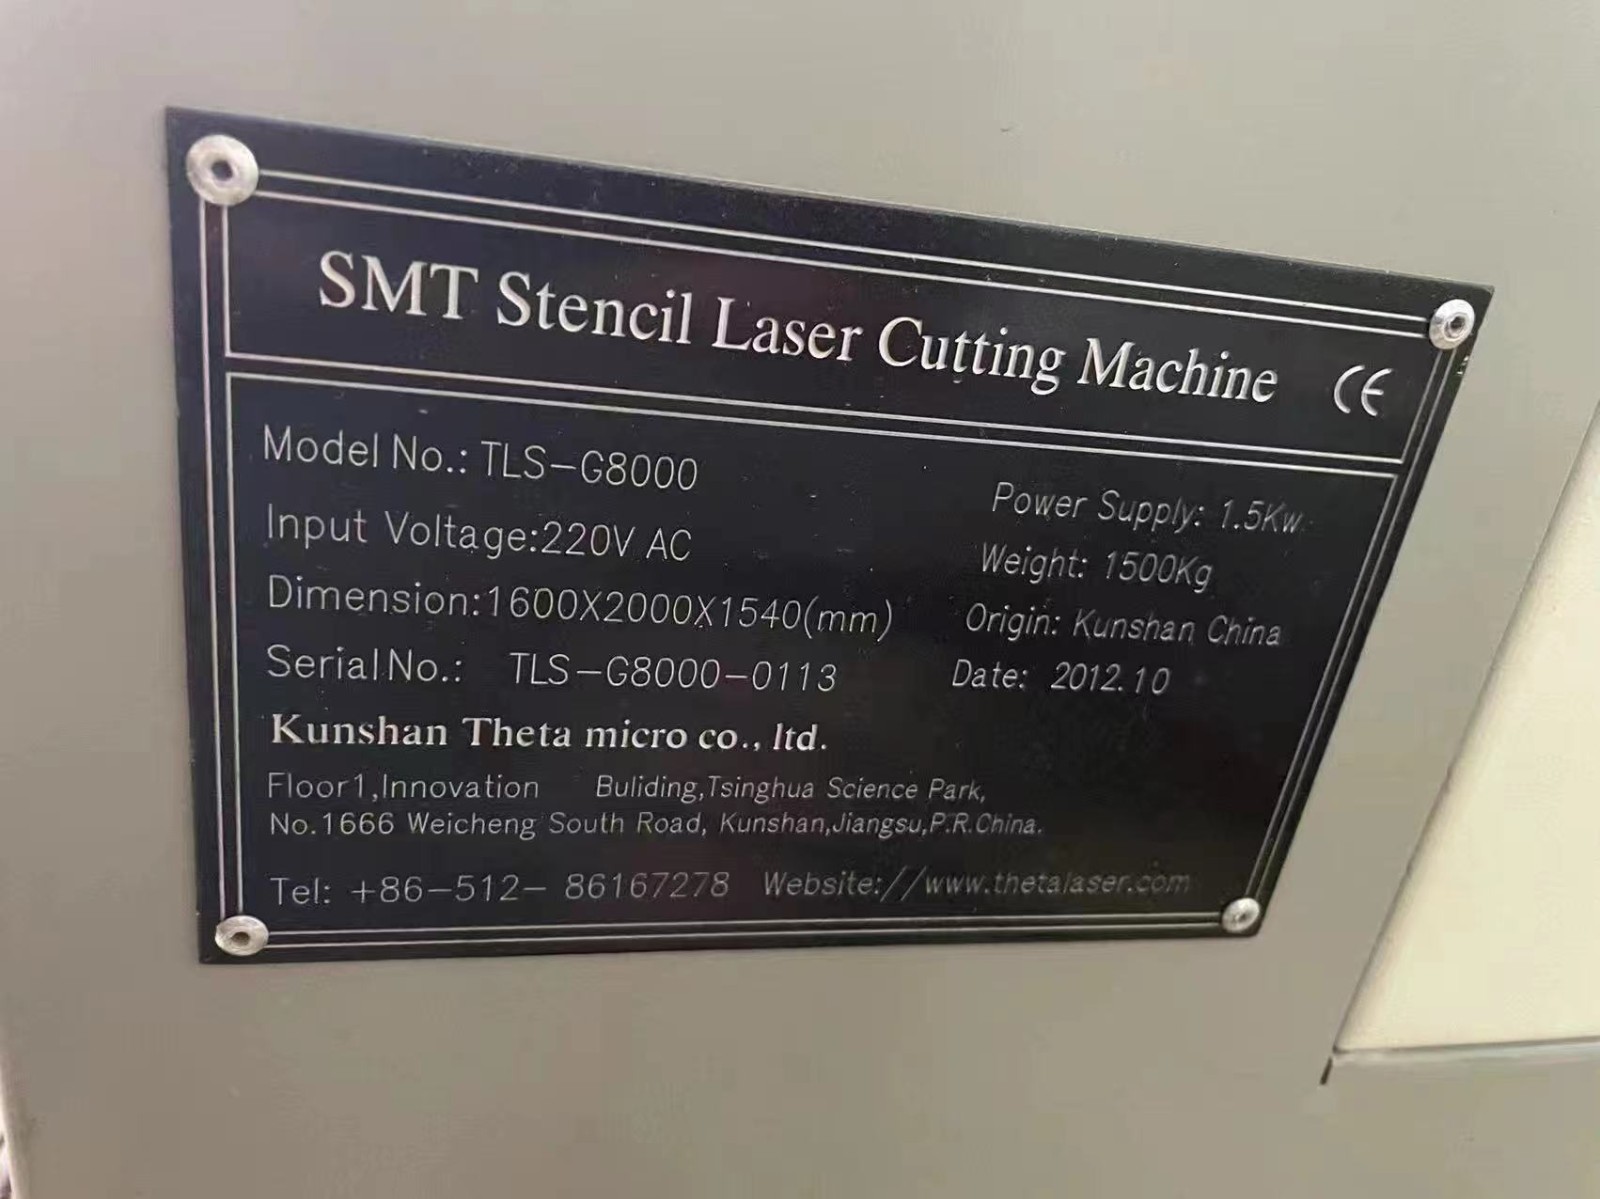 SMT Stencil Laser Cutting Machine CE
Model No.: TLS-G8000
Power Supply: 1.5Kw
Input Voltage:220V AC
Weight: 1500Kg
Dimension:1600X2000X1540(mm)
Origin: Kunshan China
Serial No.: TLS-G8000-0113
Date: 2012.10
Kunshan Theta micro co., ltd.
Floor1,Innovation Buliding,Tsinghua Science Park,
No.1666 Weicheng South Road, Kunshan,Jiangsu,P.R.China.
Tel: +86-512- 86167278 Website://www.thetalaser.com